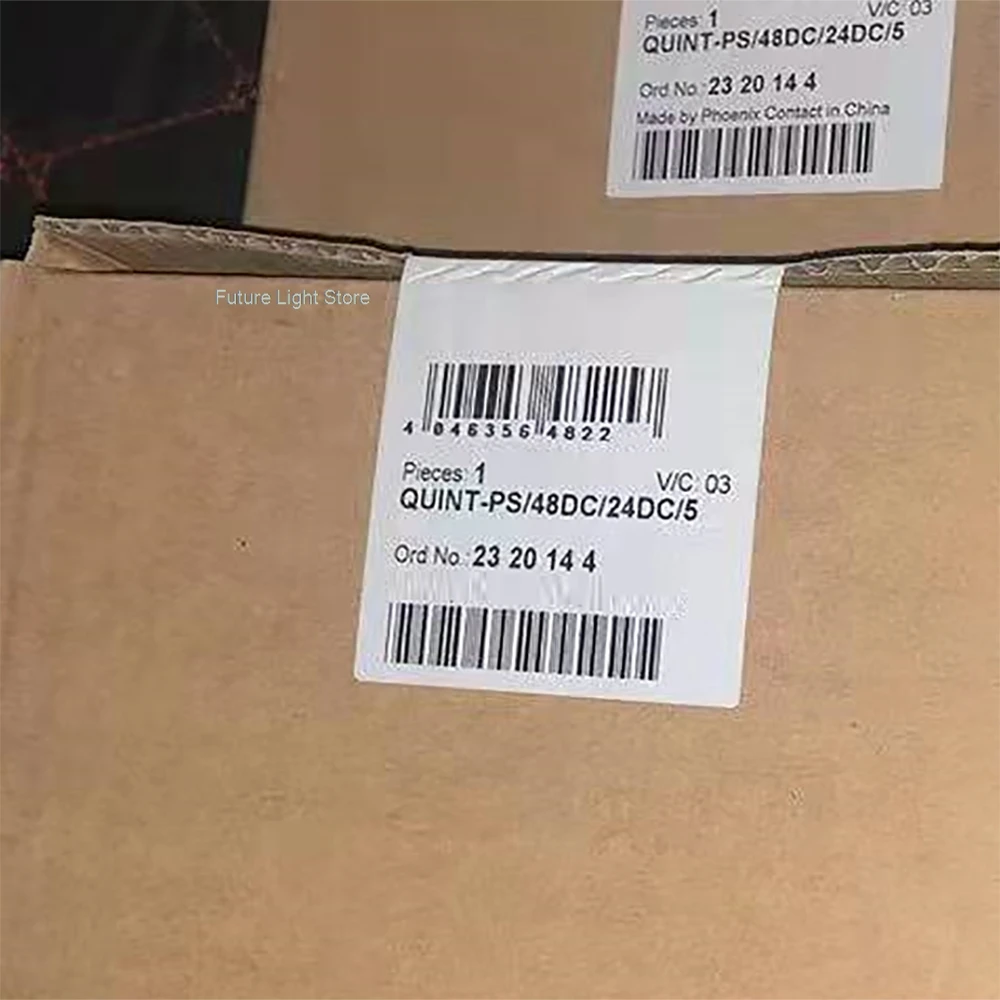 Pieces: 1 V/C 03
QUINT-PS/48DC/24DC/5
Ord No.: 23 20 14 4
Made by Phoenix Contact in China
Future Light Store
4 046356 4822
Pieces: 1 V/C 03
QUINT-PS/48DC/24DC/5
Ord No.: 23 20 14 4